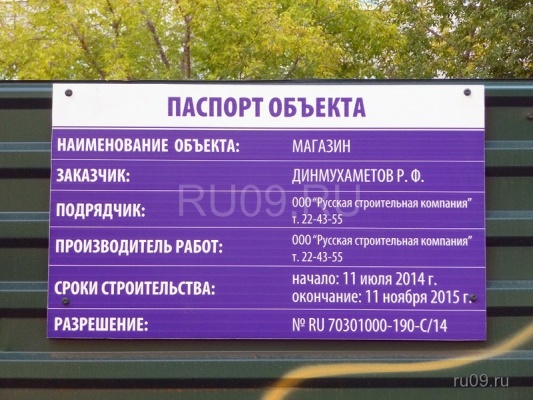 ПАСПОРТ ОБЪЕКТА
НАИМЕНОВАНИЕ ОБЪЕКТА: МАГАЗИН
ЗАКАЗЧИК: ДИНМУХАМЕТОВ Р. Ф.
ПОДРЯДЧИК: ООО "Русская строительная компания"
т. 22-43-55
ПРОИЗВОДИТЕЛЬ РАБОТ: ООО "Русская строительная компания"
т. 22-43-55
СРОКИ СТРОИТЕЛЬСТВА: начало: 11 июля 2014 г.
окончание: 11 ноября 2015 г.
РАЗРЕШЕНИЕ: № RU 70301000-190-С/14
RU09.RU
ru09.ru